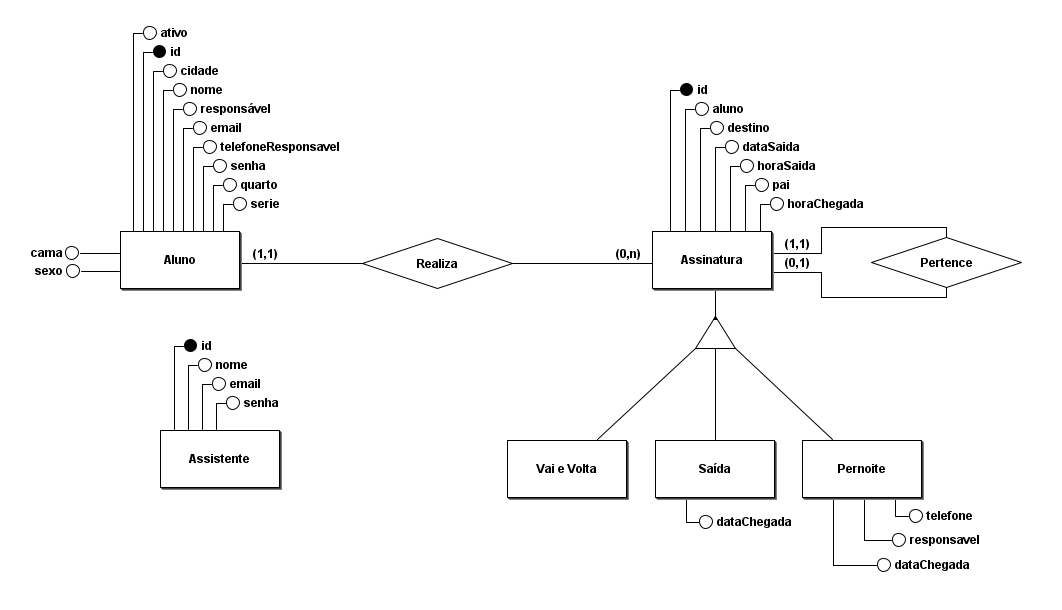 ativo
id
cidade
nome
responsável
email
telefoneResponsavel
senha
quarto
serie
cama
sexo
Aluno
(1,1)
Realiza
(0,n)
id
aluno
destino
dataSaida
horaSaida
pai
horaChegada
Assinatura
(1,1)
(0,1)
Pertence
id
nome
email
senha
Assistente
Vai e Volta
Saída
Pernoite
dataChegada
telefone
responsavel
dataChegada